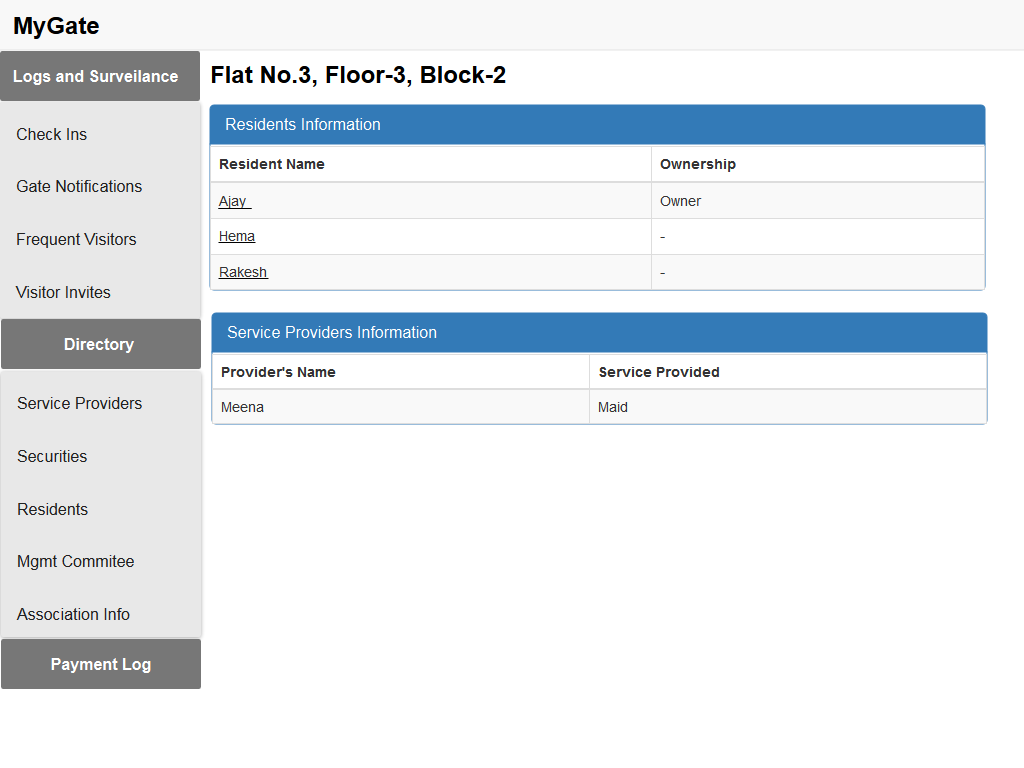 MyGate
Logs and Surveilance
Check Ins
Gate Notifications
Frequent Visitors
Visitor Invites
Directory
Service Providers
Securities
Residents
Mgmt Commitee
Association Info
Payment Log
Flat No.3, Floor-3, Block-2
Residents Information
Resident Name Ownership
Ajay Owner
Hema -
Rakesh -
Service Providers Information
Provider's Name Service Provided
Meena Maid